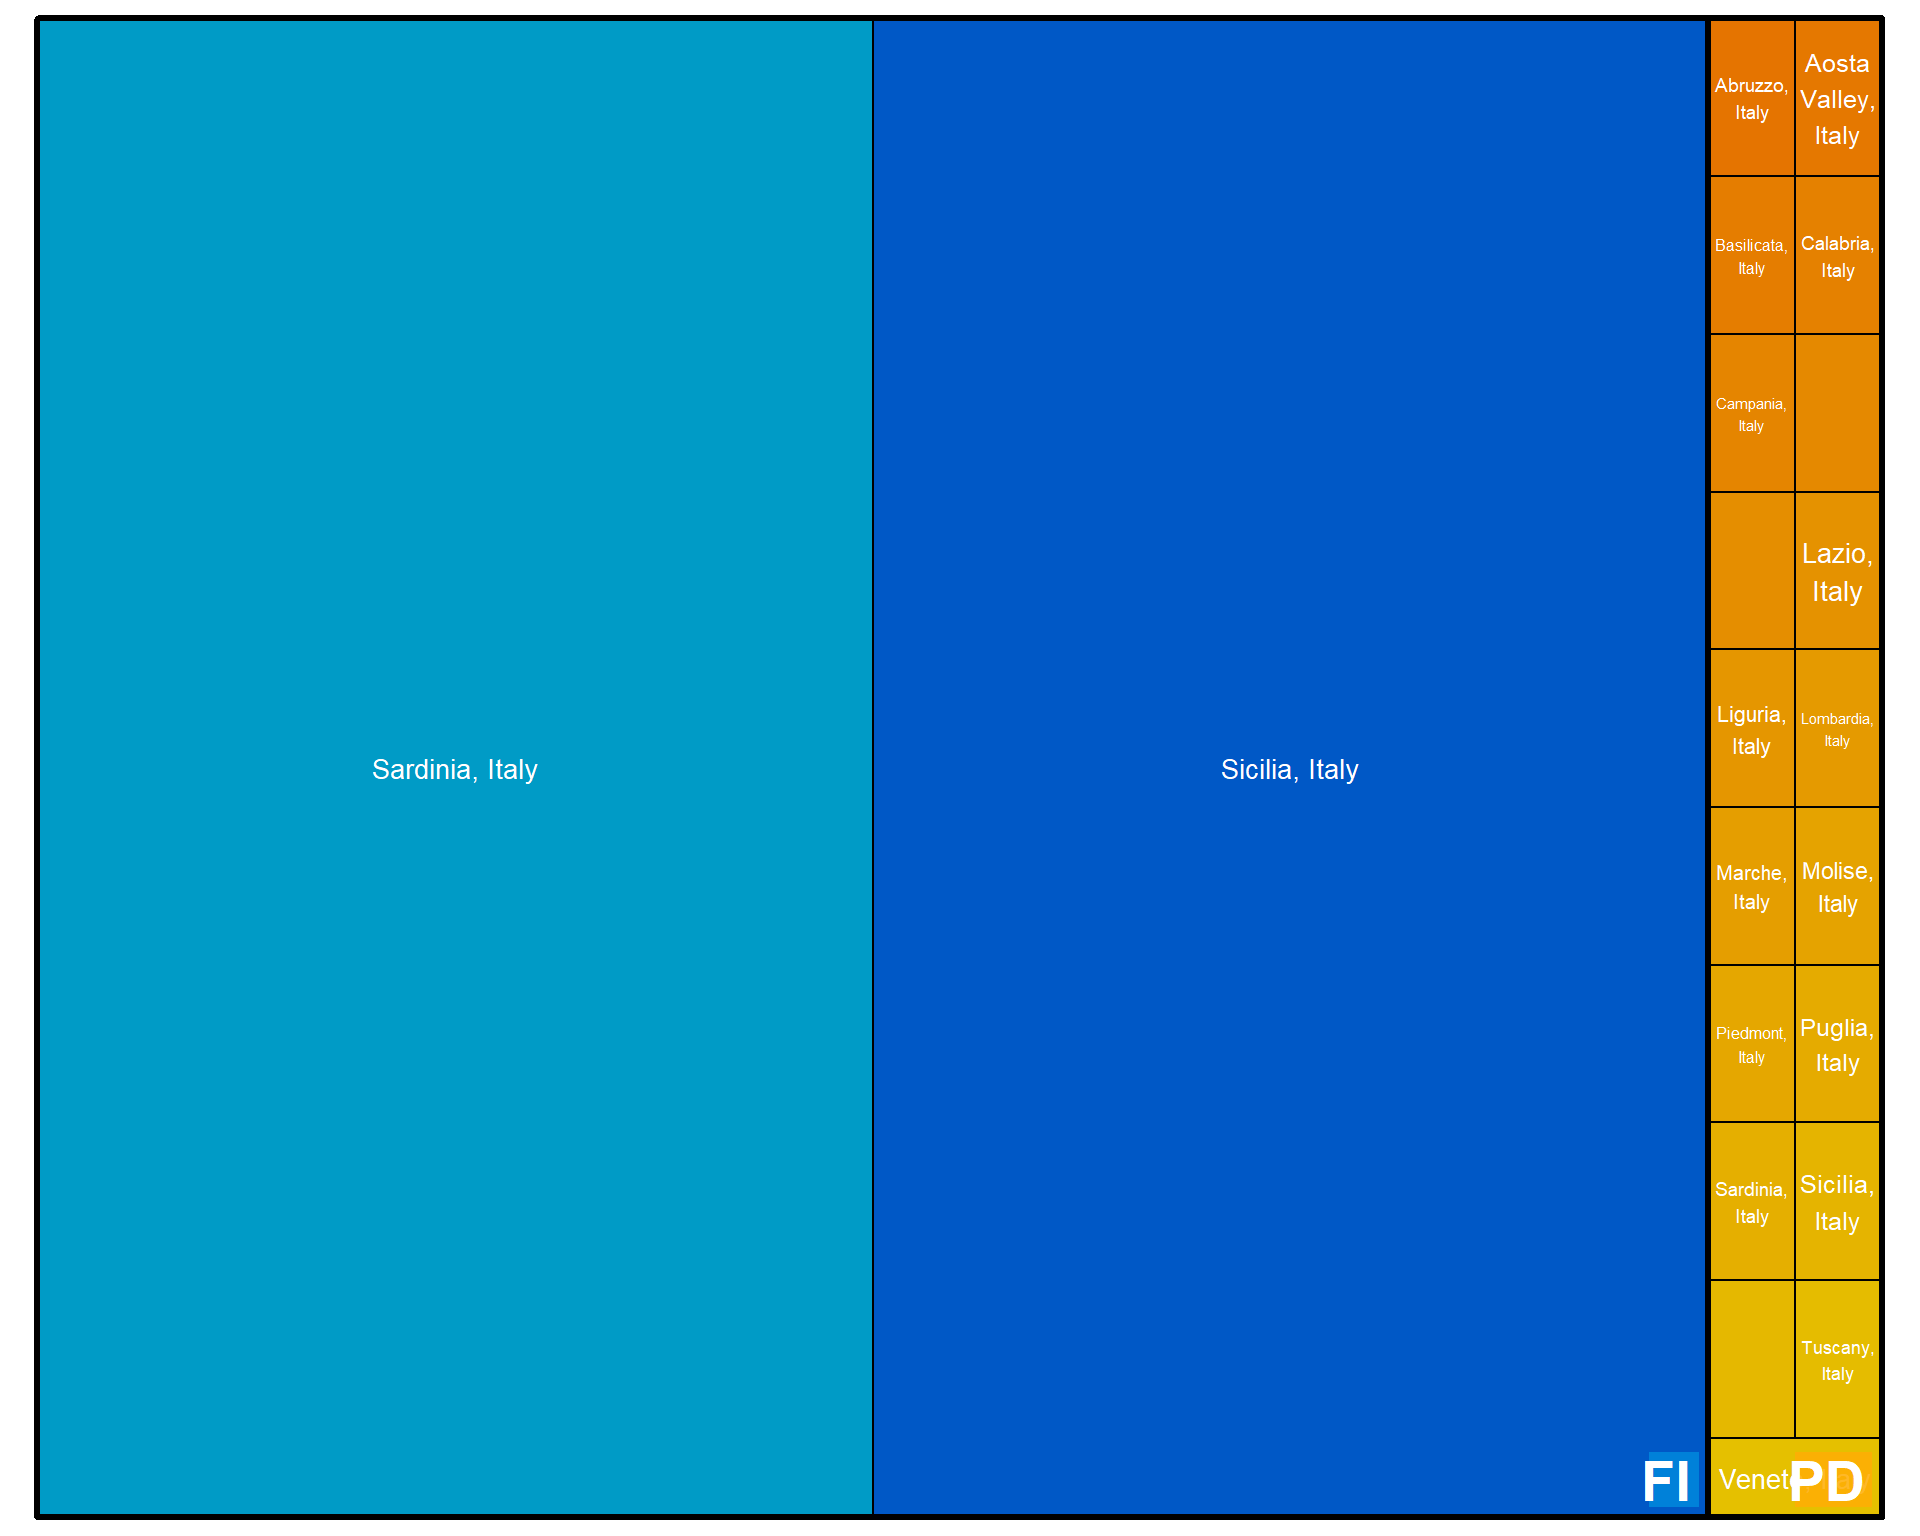 Sardinia, Italy
Sicilia, Italy
FI
Abruzzo,
Italy
Aosta
Valley,
Italy
Basilicata,
Italy
Calabria,
Italy
Campania,
Italy
Lazio,
Italy
Liguria,
Italy
Lombardia,
Italy
Marche,
Italy
Molise,
Italy
Piedmont,
Italy
Puglia,
Italy
Sardinia,
Italy
Sicilia,
Italy
Tuscany,
Italy
PD